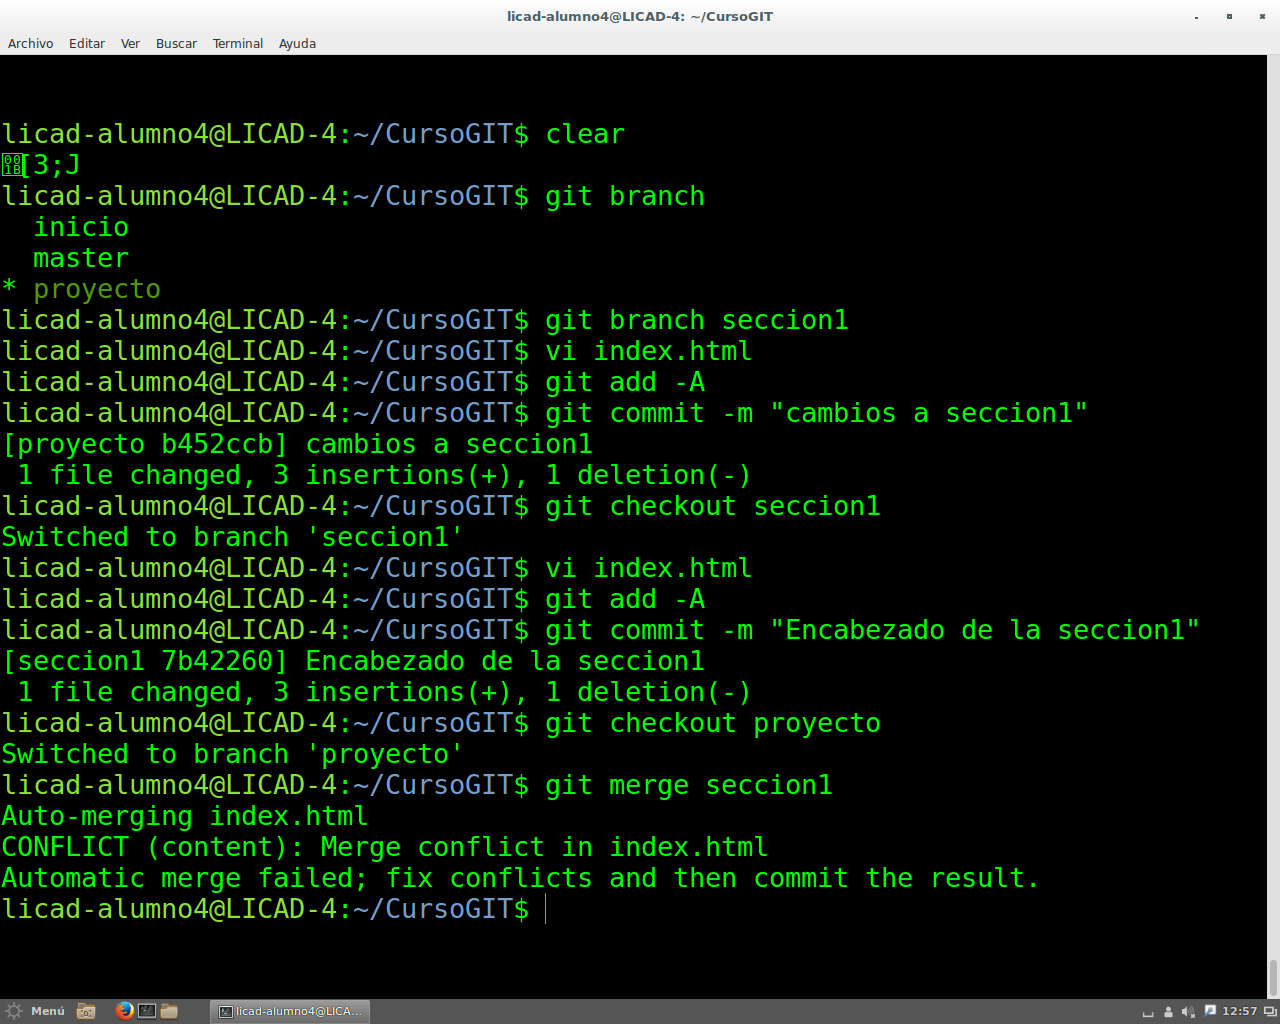 licad-alumno4@LICAD-4: ~/CursoGIT
Archivo Editar Ver Buscar Terminal Ayuda
licad-alumno4@LICAD-4:~/CursoGIT$ clear
001B[3;J
licad-alumno4@LICAD-4:~/CursoGIT$ git branch
inicio
master
* proyecto
licad-alumno4@LICAD-4:~/CursoGIT$ git branch seccion1
licad-alumno4@LICAD-4:~/CursoGIT$ vi index.html
licad-alumno4@LICAD-4:~/CursoGIT$ git add -A
licad-alumno4@LICAD-4:~/CursoGIT$ git commit -m "cambios a seccion1"
[proyecto b452ccb] cambios a seccion1
1 file changed, 3 insertions(+), 1 deletion(-)
licad-alumno4@LICAD-4:~/CursoGIT$ git checkout seccion1
Switched to branch 'seccion1'
licad-alumno4@LICAD-4:~/CursoGIT$ vi index.html
licad-alumno4@LICAD-4:~/CursoGIT$ git add -A
licad-alumno4@LICAD-4:~/CursoGIT$ git commit -m "Encabezado de la seccion1"
[seccion1 7b42260] Encabezado de la seccion1
1 file changed, 3 insertions(+), 1 deletion(-)
licad-alumno4@LICAD-4:~/CursoGIT$ git checkout proyecto
Switched to branch 'proyecto'
licad-alumno4@LICAD-4:~/CursoGIT$ git merge seccion1
Auto-merging index.html
CONFLICT (content): Merge conflict in index.html
Automatic merge failed; fix conflicts and then commit the result.
licad-alumno4@LICAD-4:~/CursoGIT$
Menú licad-alumno4@LICA... 12:57